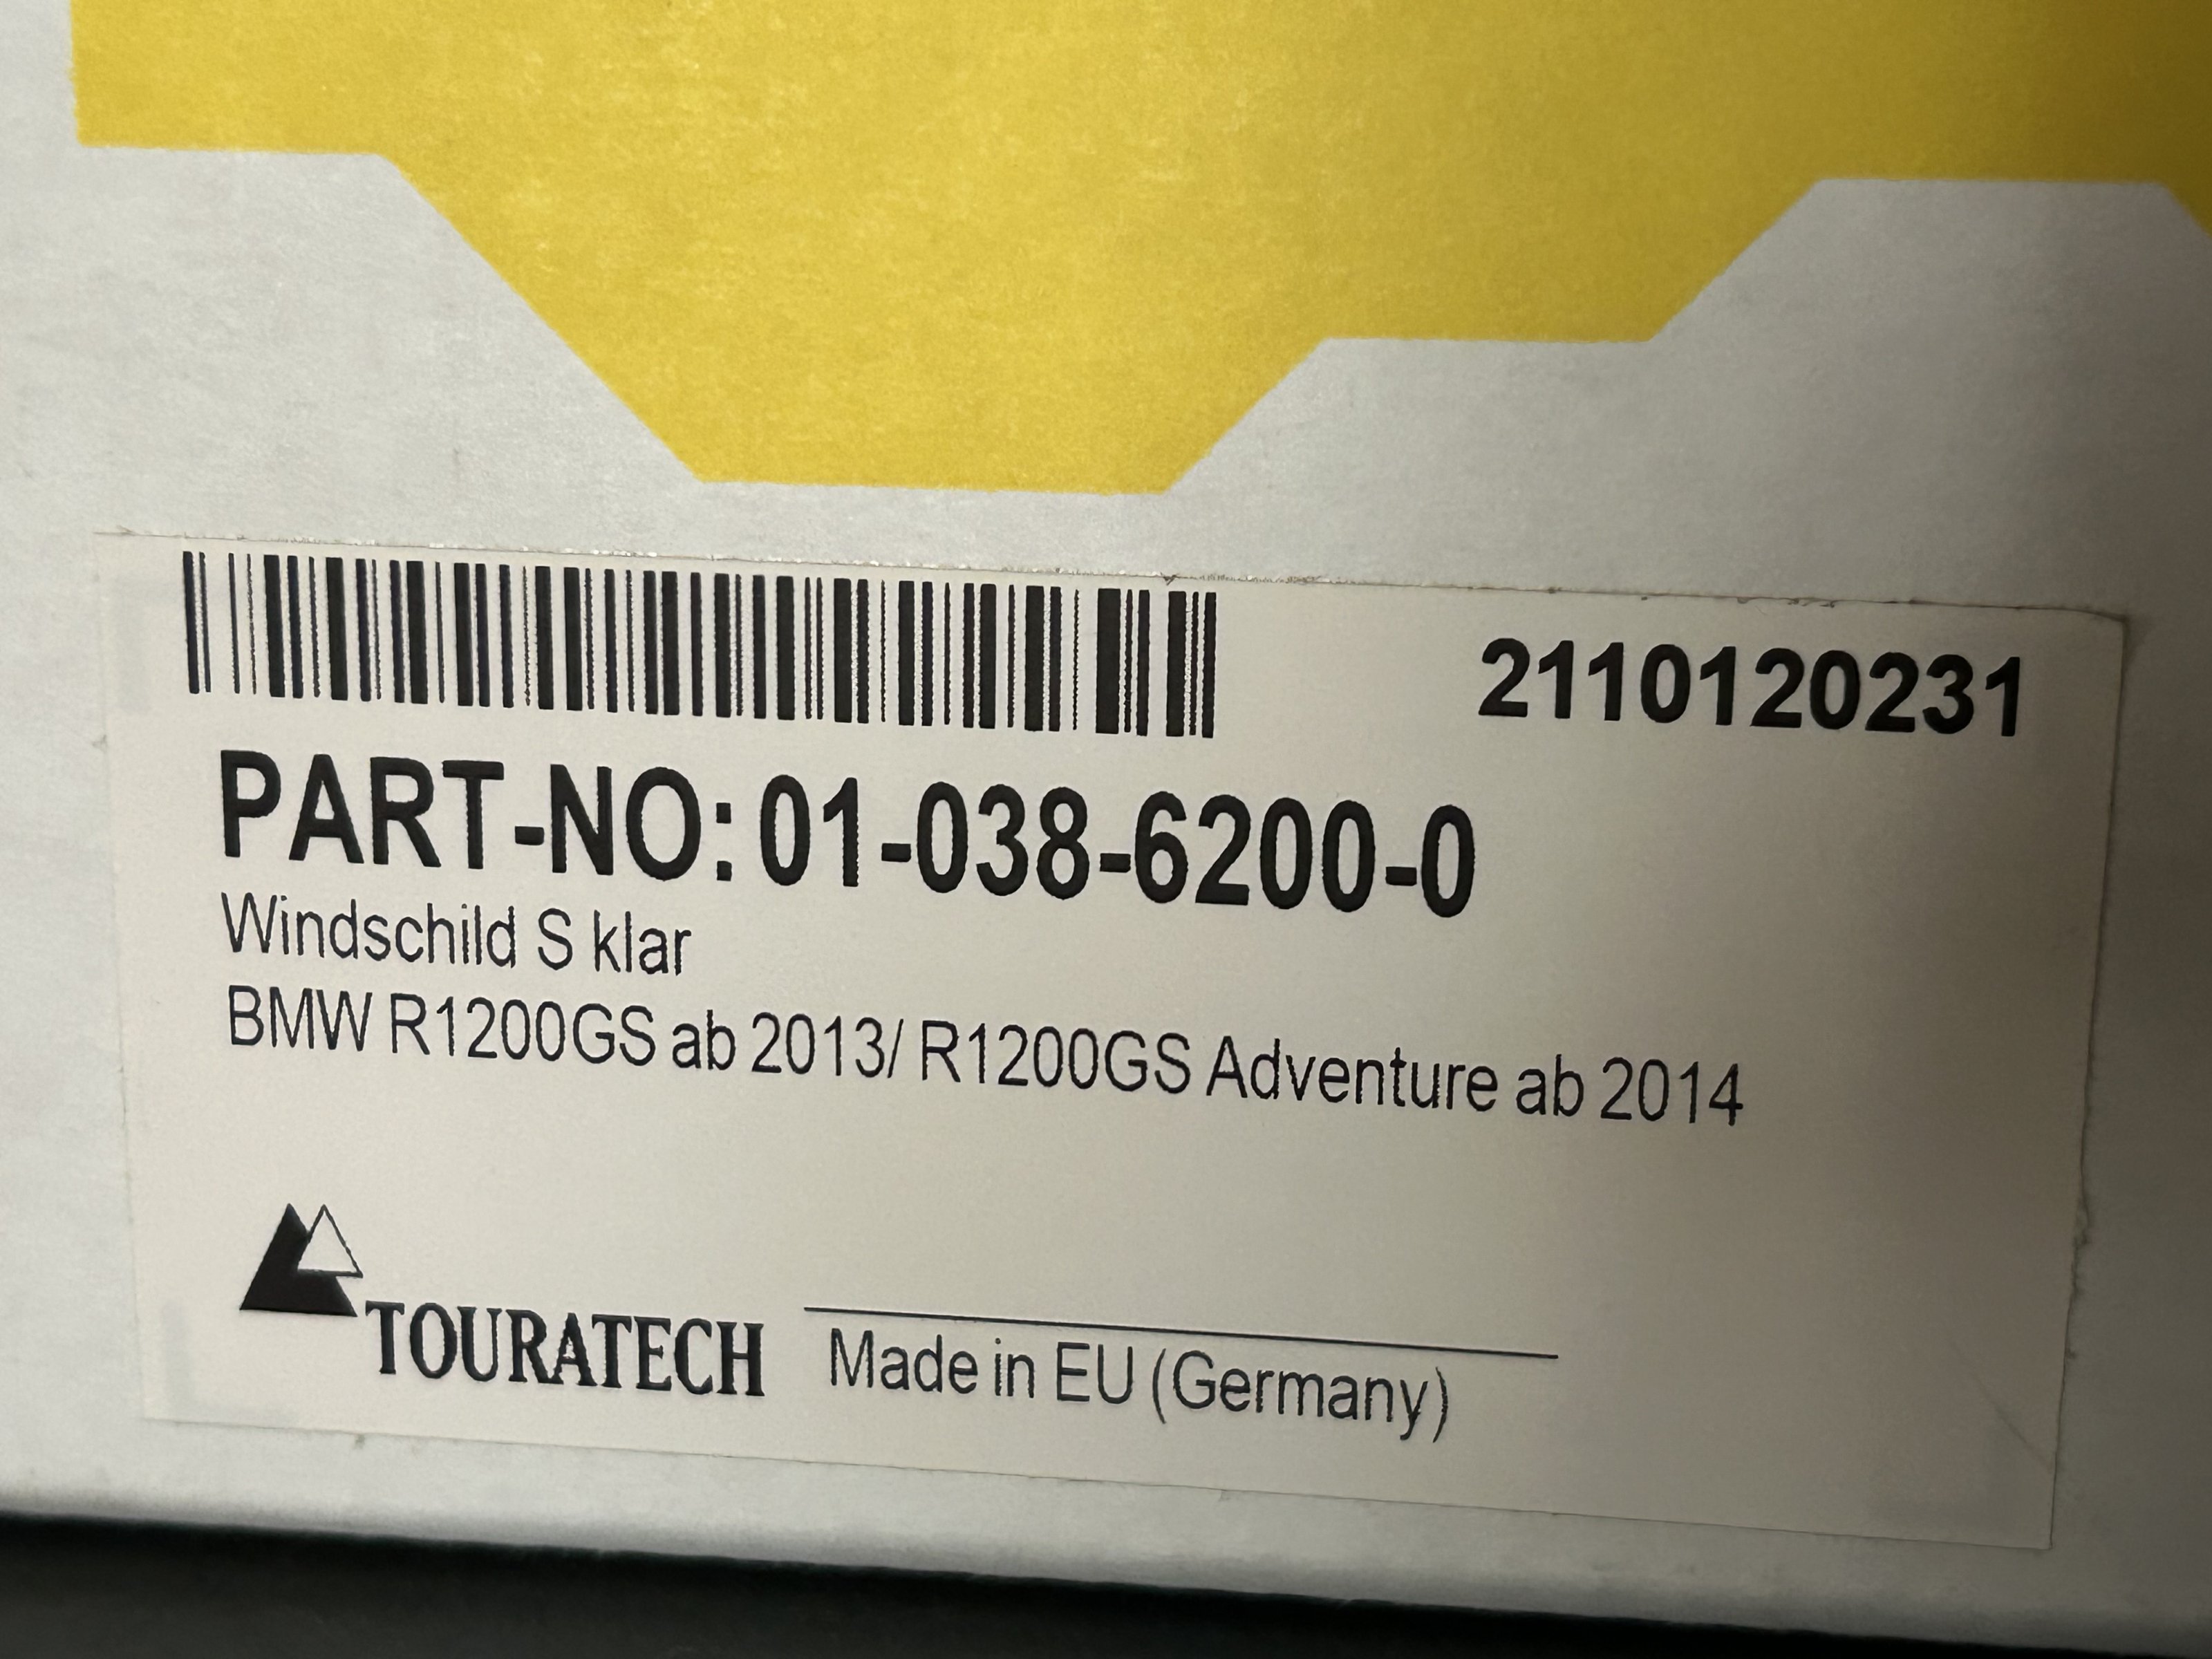 2110120231
PART-NO: 01-038-6200-0
Windschild S klar
BMW R1200GS ab 2013/ R1200GS Adventure ab 2014
TOURATECH
Made in EU (Germany)